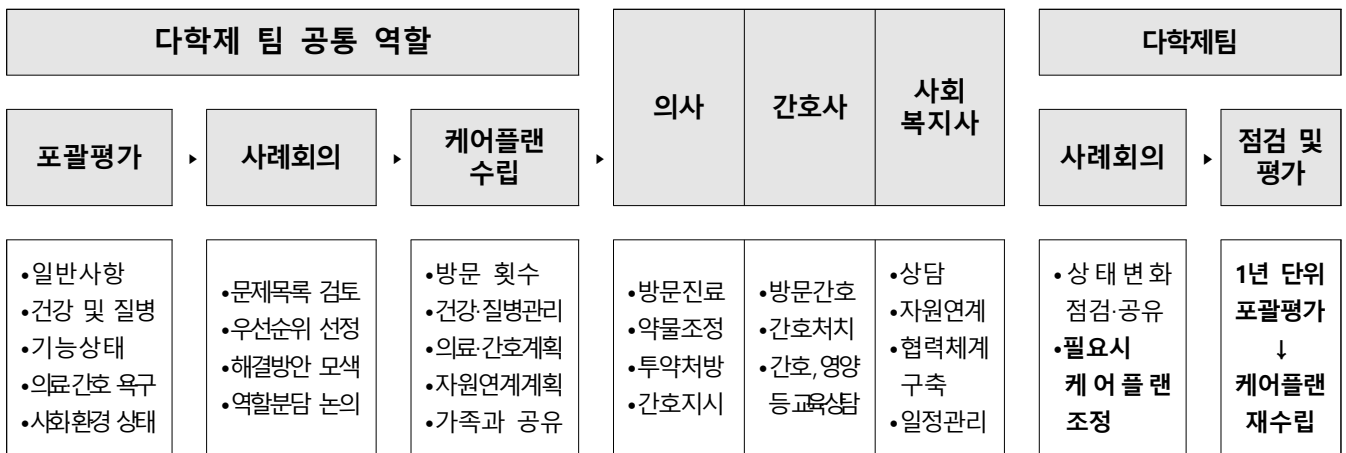 다학제 팀 공통 역할
포괄평가
▸
사례회의
▸
케어플랜
수립
▸
의사
간호사
사회
복지사
다학제팀
사례회의
▸
점검 및
평가
•일반사항
•건강 및 질병
•기능상태
•의료간호 욕구
•사회환경 상태
•문제목록 검토
•우선순위 선정
•해결방안 모색
•역할분담 논의
•방문 횟수
•건강·질병관리
•의료·간호계획
•자원연계계획
•가족과 공유
•방문진료
•약물조정
•투약처방
•간호지시
•방문간호
•간호처치
•간호, 영양
등교육상담
•상담
•자원연계
•협력체계
구축
•일정관리
•상태변화
점검·공유
•필요시
케어플랜
조정
1년 단위
포괄평가
↓
케어플랜
재수립